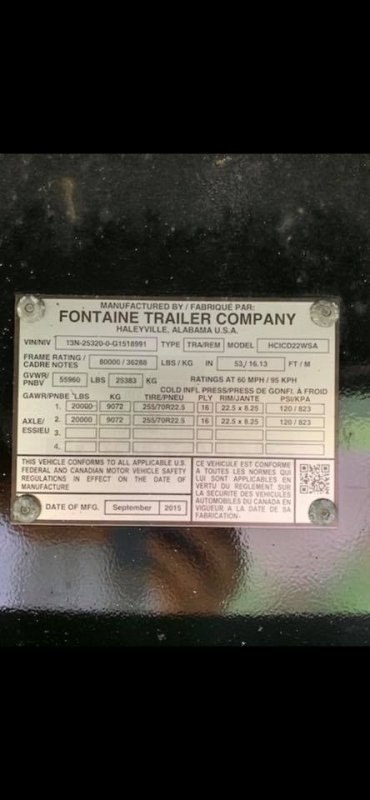 MANUFACTURED BY / FABRIQUÉ PAR:
FONTAINE TRAILER COMPANY
HALEYVILLE, ALABAMA U.S.A.
VIN/NIV 13N-25320-0-G1518991 TYPE TRA/REM MODEL HCICD22WSA
FRAME RATING / CADRE NOTES 80000 / 36288 LBS / KG IN 53 / 16.13 FT / M
GVWR/ PNBV 55960 LBS 25383 KG RATINGS AT 60 MPH / 95 KPH
COLD INFL PRESS/PRESS DE GONFL À FROID
GAWR/PNBE LBS KG TIRE/PNEU PLY RIM/JANTE PSI/KPA
AXLE/ ESSIEU
1. 20000 9072 255/70R22.5 16 22.5 x 8.25 120 / 823
2. 20000 9072 255/70R22.5 16 22.5 x 8.25 120 / 823
3.
4.
THIS VEHICLE CONFORMS TO ALL APPLICABLE U.S.
FEDERAL AND CANADIAN MOTOR VEHICLE SAFETY
REGULATIONS IN EFFECT ON THE DATE OF
MANUFACTURE
CE VEHICULE EST CONFORME
A TOUTES LES NORMES QUI
LUI SONT APPLICABLES EN
VERTU DU REGLEMENT SUR
LA SECURITE DES VEHICULES
AUTOMOBILES DU CANADA EN
VIGUEUR A LA DATE DE SA
FABRICATION.
DATE OF MFG. September 2015